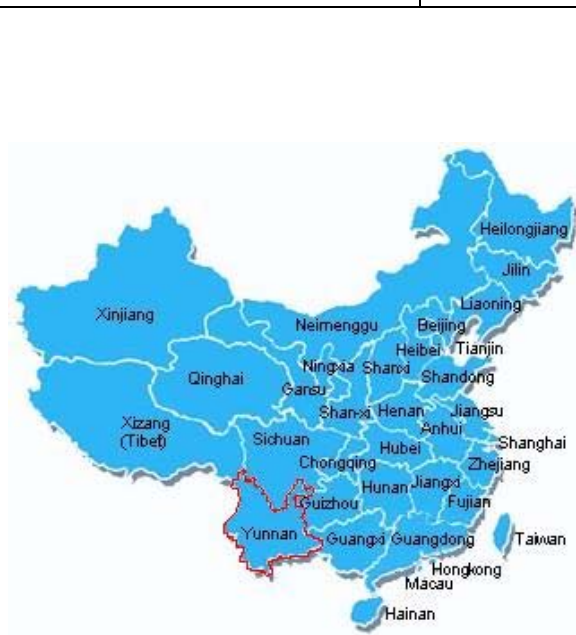 Heilongjiang
Jilin
Liaoning
Xinjiang
Neimenggu
Beijing
Heibei
Tianjin
Ningxia
Shanxi
Shandong
Qinghai
Gansu
Shan-xi
Henan
Jiangsu
Anhui
Xizang
(Tibet)
Sichuan
Hubei
Shanghai
Chongqing
Zhejiang
Hunan
Jiangxi
Guizhou
Fujian
Yunnan
Guangxi
Guangdong
Taiwan
Hongkong
Macau
Hainan